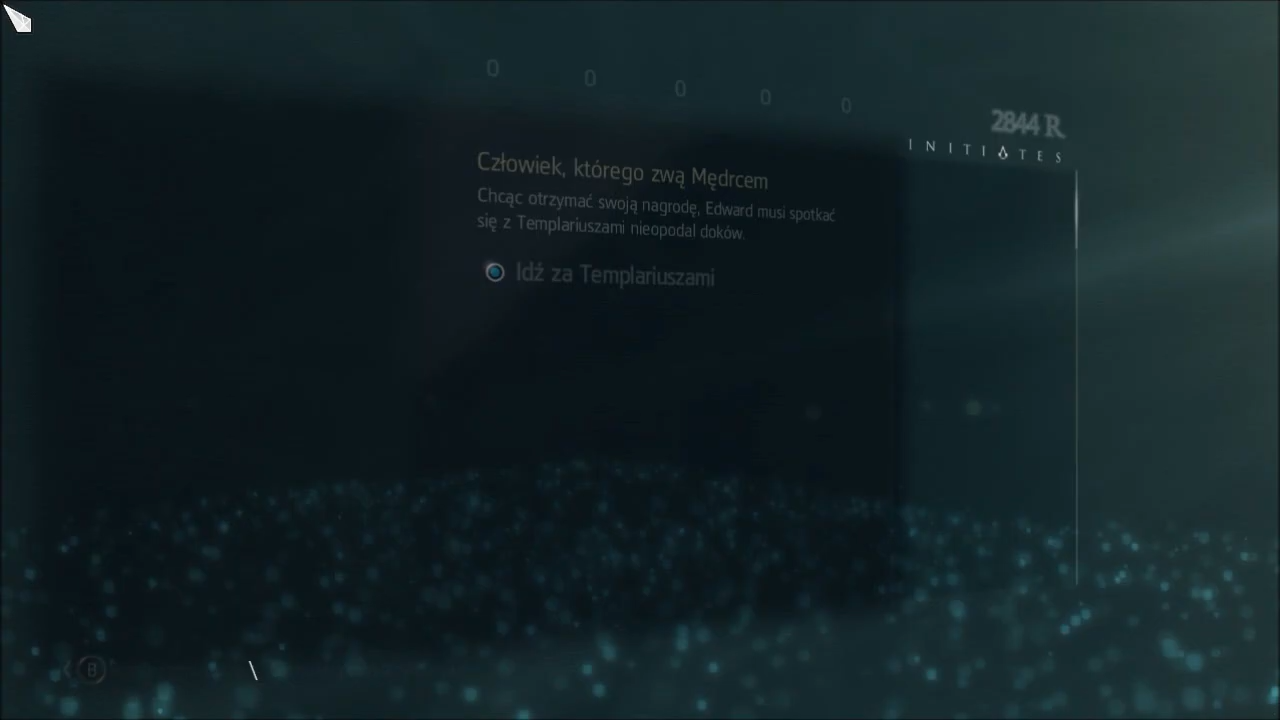 0 0 0 0 0
2844 R
INITIATES
Człowiek, którego zwą Mędrcem
Chcąc otrzymać swoją nagrodę, Edward musi spotkać
się z Templariuszami nieopodal doków.
Idź za Templariuszami
B
\